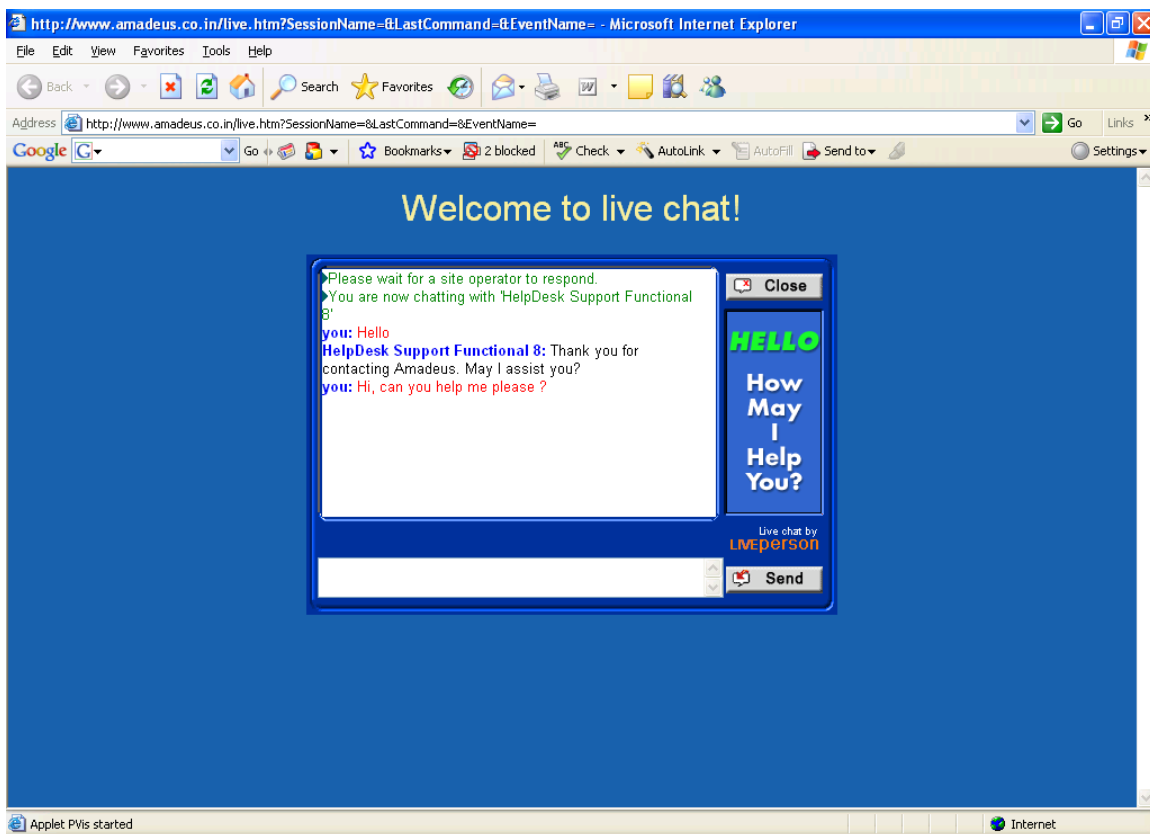 http://www.amadeus.co.in/live.htm?SessionName=&LastCommand=&EventName= - Microsoft Internet Explorer
File Edit View Favorites Tools Help
Back Search Favorites
Address http://www.amadeus.co.in/live.htm?SessionName=&LastCommand=&EventName= Go Links »
Google G Go Bookmarks 2 blocked ABC Check AutoLink AutoFill Send to Settings
Welcome to live chat!
Please wait for a site operator to respond.
You are now chatting with 'HelpDesk Support Functional
8'
you: Hello
HelpDesk Support Functional 8: Thank you for
contacting Amadeus. May I assist you?
you: Hi, can you help me please ?
Close
HELLO
How
May
I
Help
You?
Live chat by
LIVEperson
Send
Applet PVis started Internet